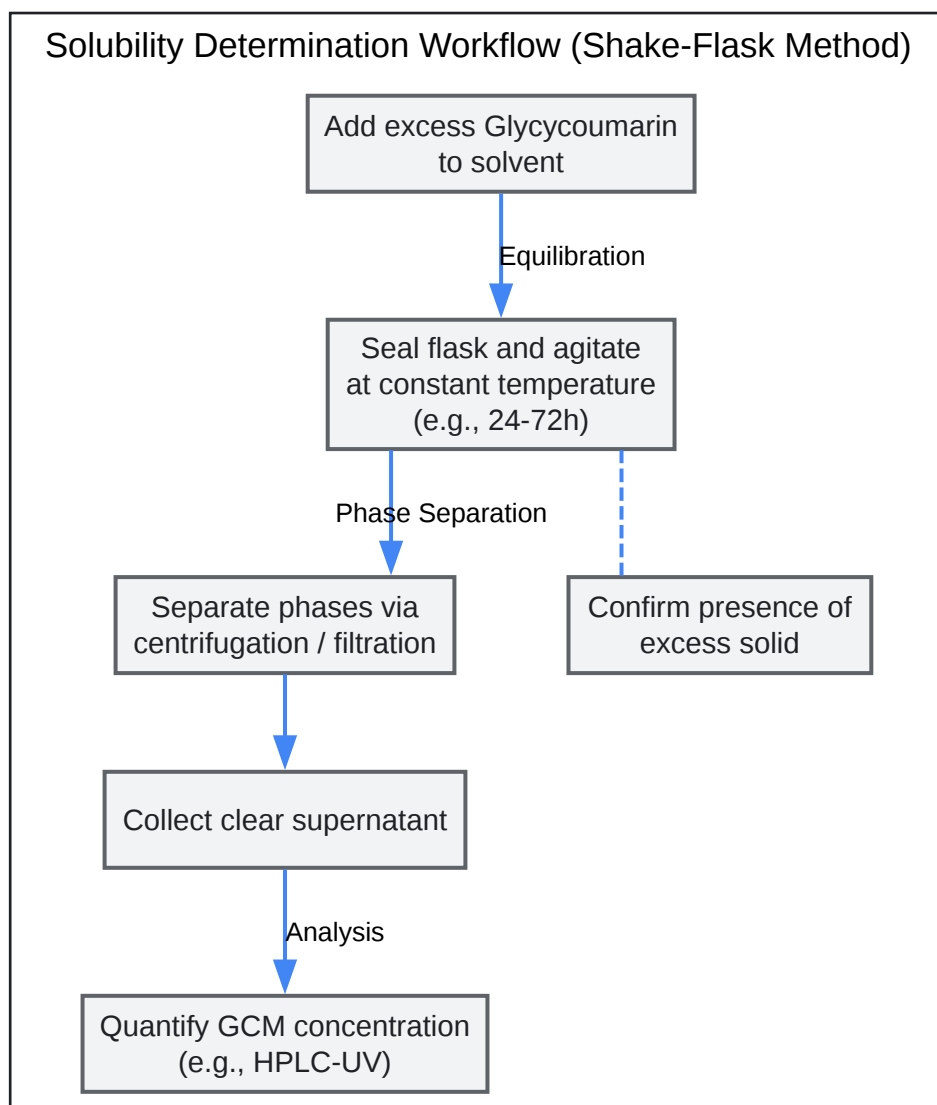 Solubility Determination Workflow (Shake-Flask Method)
Add excess Glycycoumarin
to solvent
Equilibration
Seal flask and agitate
at constant temperature
(e.g., 24-72h)
Phase Separation
Separate phases via
centrifugation / filtration
Confirm presence of
excess solid
Collect clear supernatant
Analysis
Quantify GCM concentration
(e.g., HPLC-UV)